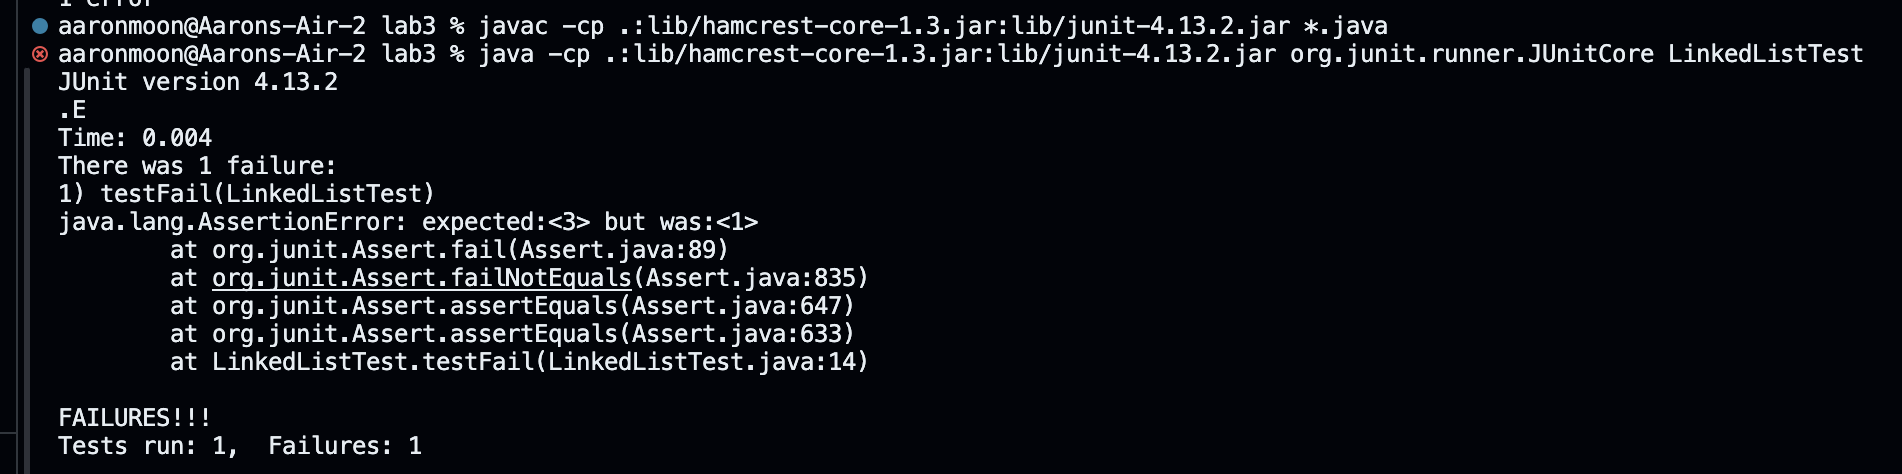 1 error
aaronmoon@Aarons-Air-2 lab3 % javac -cp .:lib/hamcrest-core-1.3.jar:lib/junit-4.13.2.jar *.java
aaronmoon@Aarons-Air-2 lab3 % java -cp .:lib/hamcrest-core-1.3.jar:lib/junit-4.13.2.jar org.junit.runner.JUnitCore LinkedListTest
JUnit version 4.13.2
.E
Time: 0.004
There was 1 failure:
1) testFail(LinkedListTest)
java.lang.AssertionError: expected:<3> but was:<1>
        at org.junit.Assert.fail(Assert.java:89)
        at org.junit.Assert.failNotEquals(Assert.java:835)
        at org.junit.Assert.assertEquals(Assert.java:647)
        at org.junit.Assert.assertEquals(Assert.java:633)
        at LinkedListTest.testFail(LinkedListTest.java:14)
FAILURES!!!
Tests run: 1,  Failures: 1